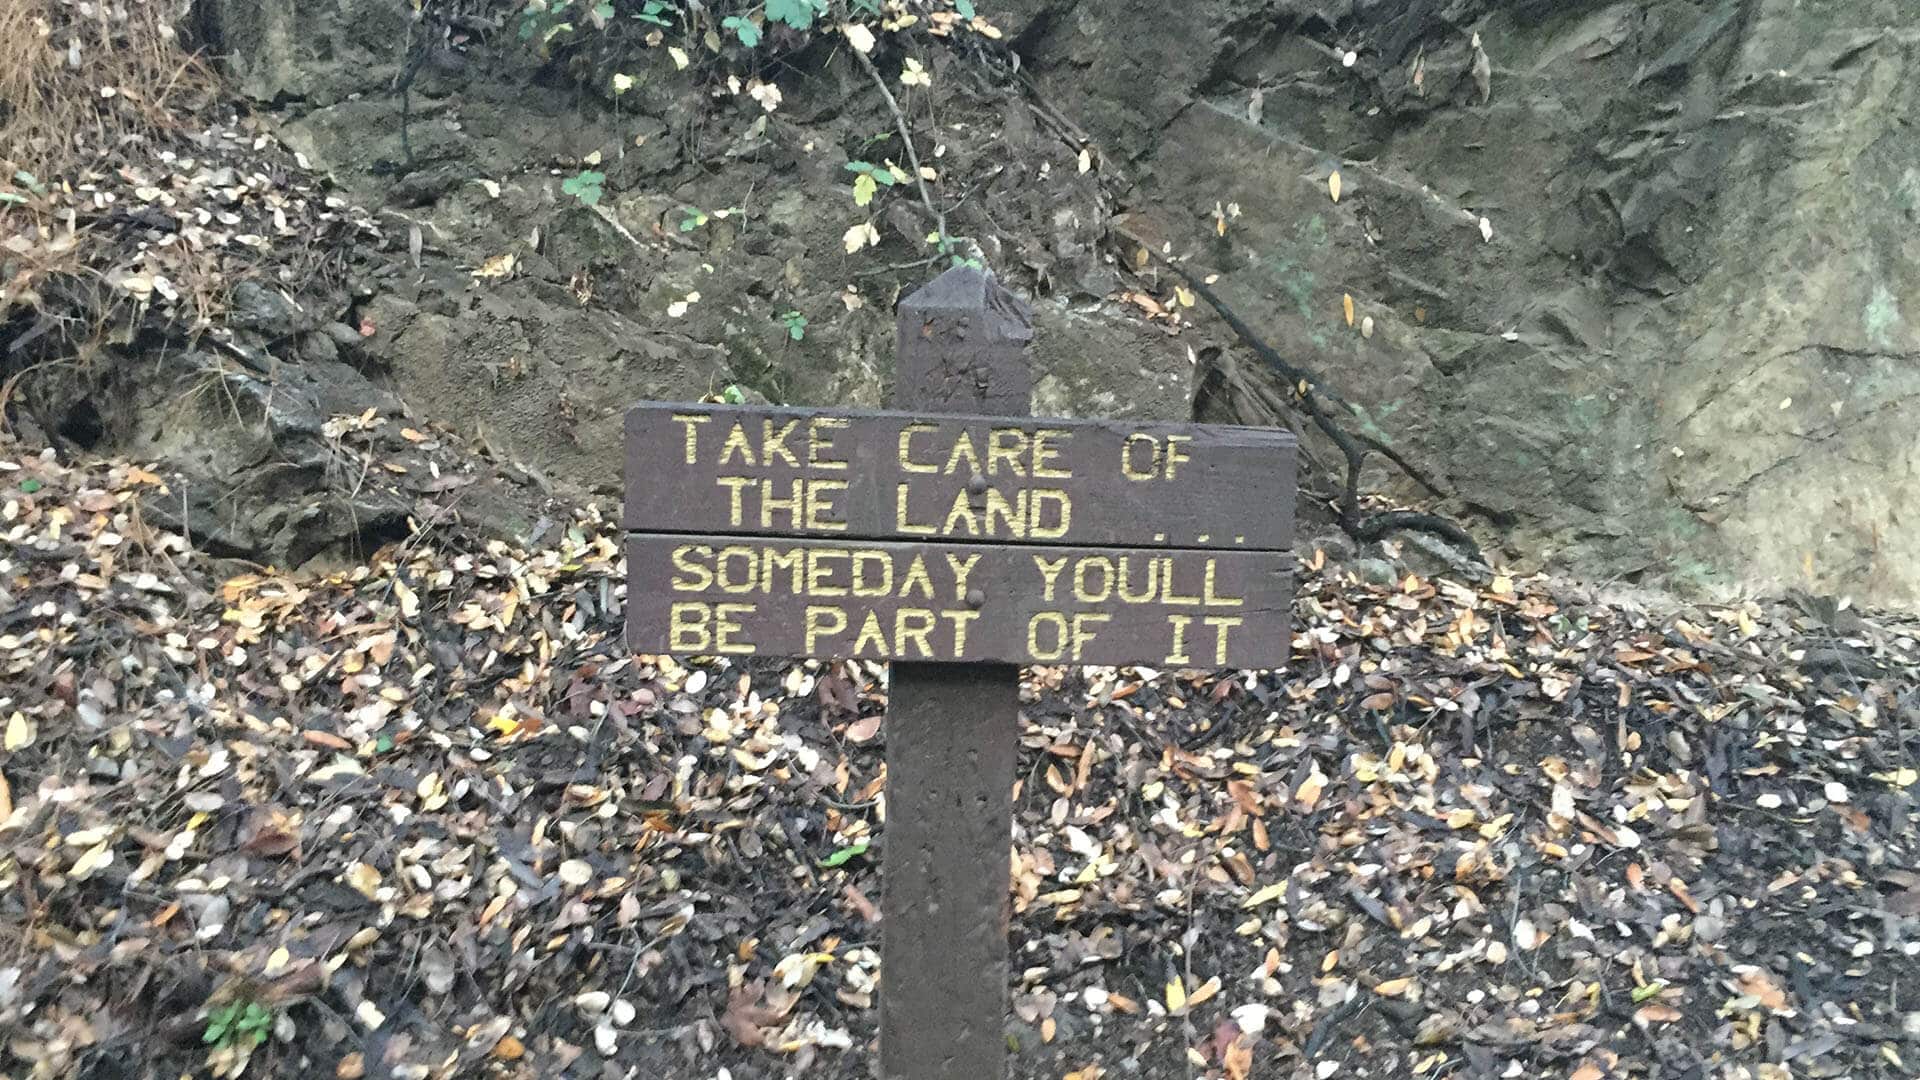 TAKE CARE OF
THE LAND ...
SOMEDAY YOULL
BE PART OF IT